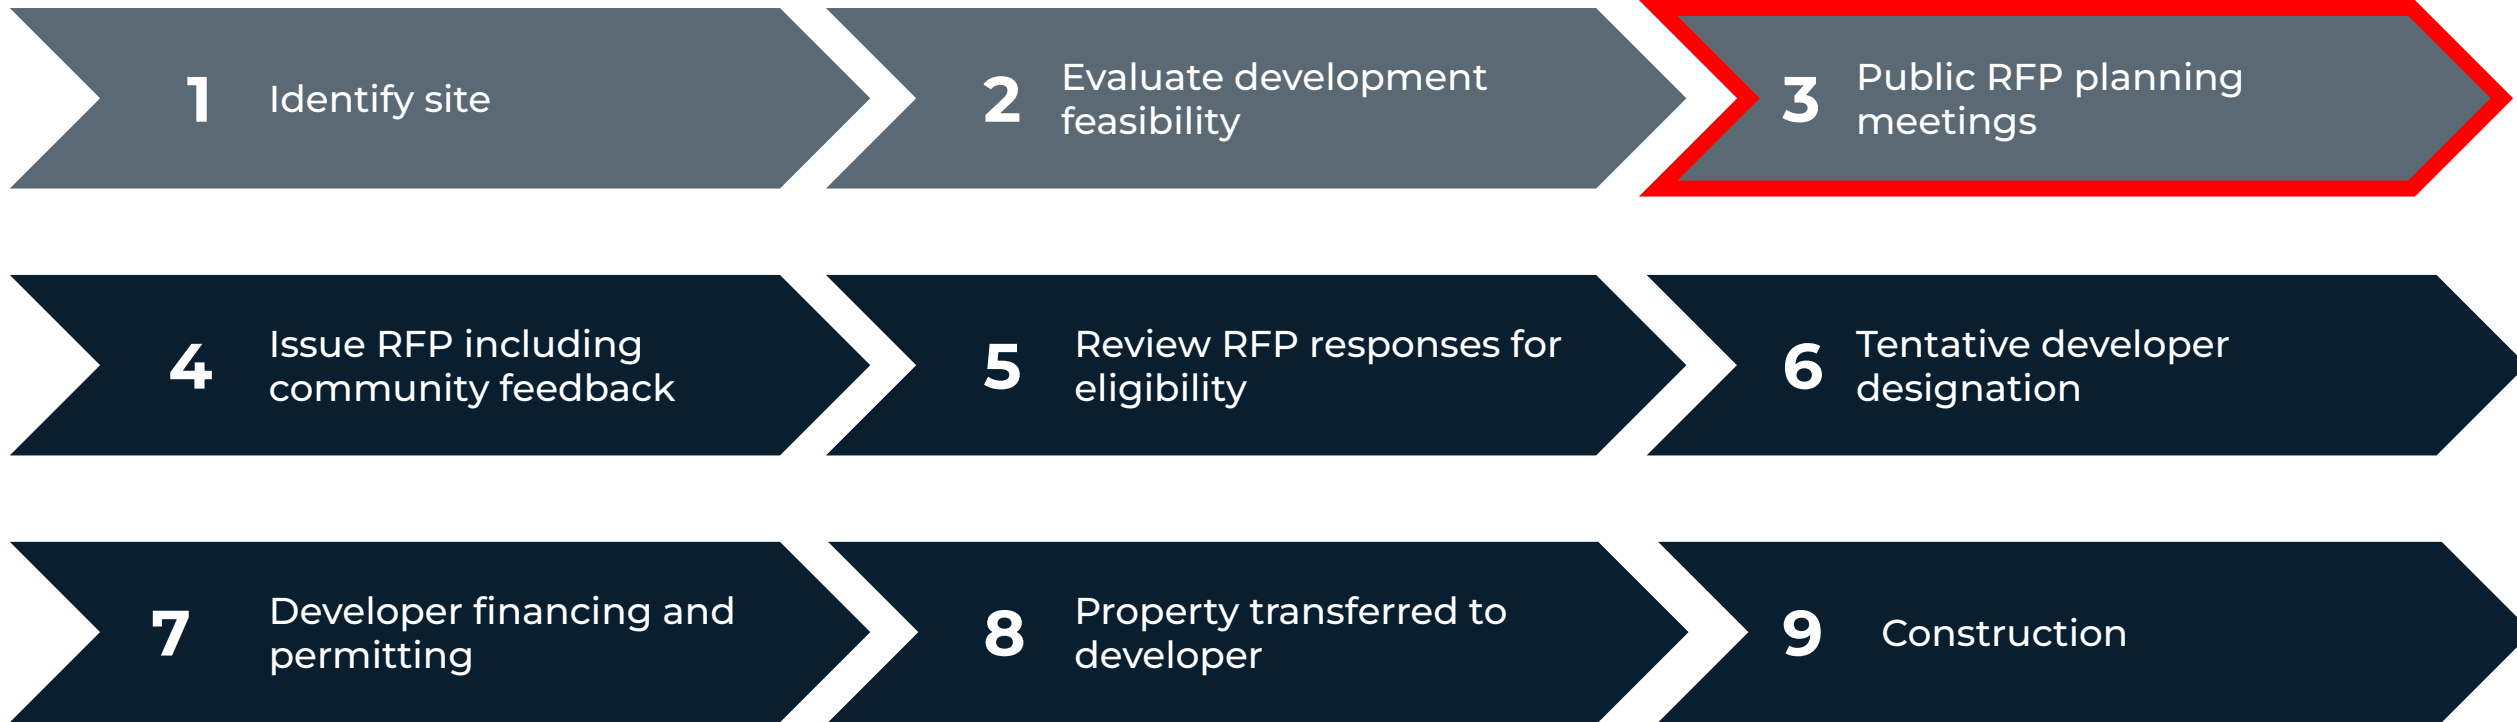 1
Identify site
2
Evaluate development
feasibility
3
Public RFP planning
meetings
4
Issue RFP including
community feedback
5
Review RFP responses for
eligibility
6
Tentative developer
designation
7
Developer financing and
permitting
8
Property transferred to
developer
9
Construction